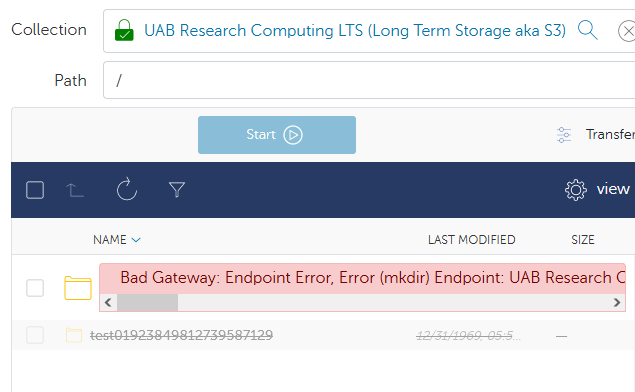 Collection UAB Research Computing LTS (Long Term Storage aka S3)
Path /
Start Transfer
view
NAME LAST MODIFIED SIZE
Bad Gateway: Endpoint Error, Error (mkdir) Endpoint: UAB Research C
test01923849812739587129 12/31/1969, 05:5... —